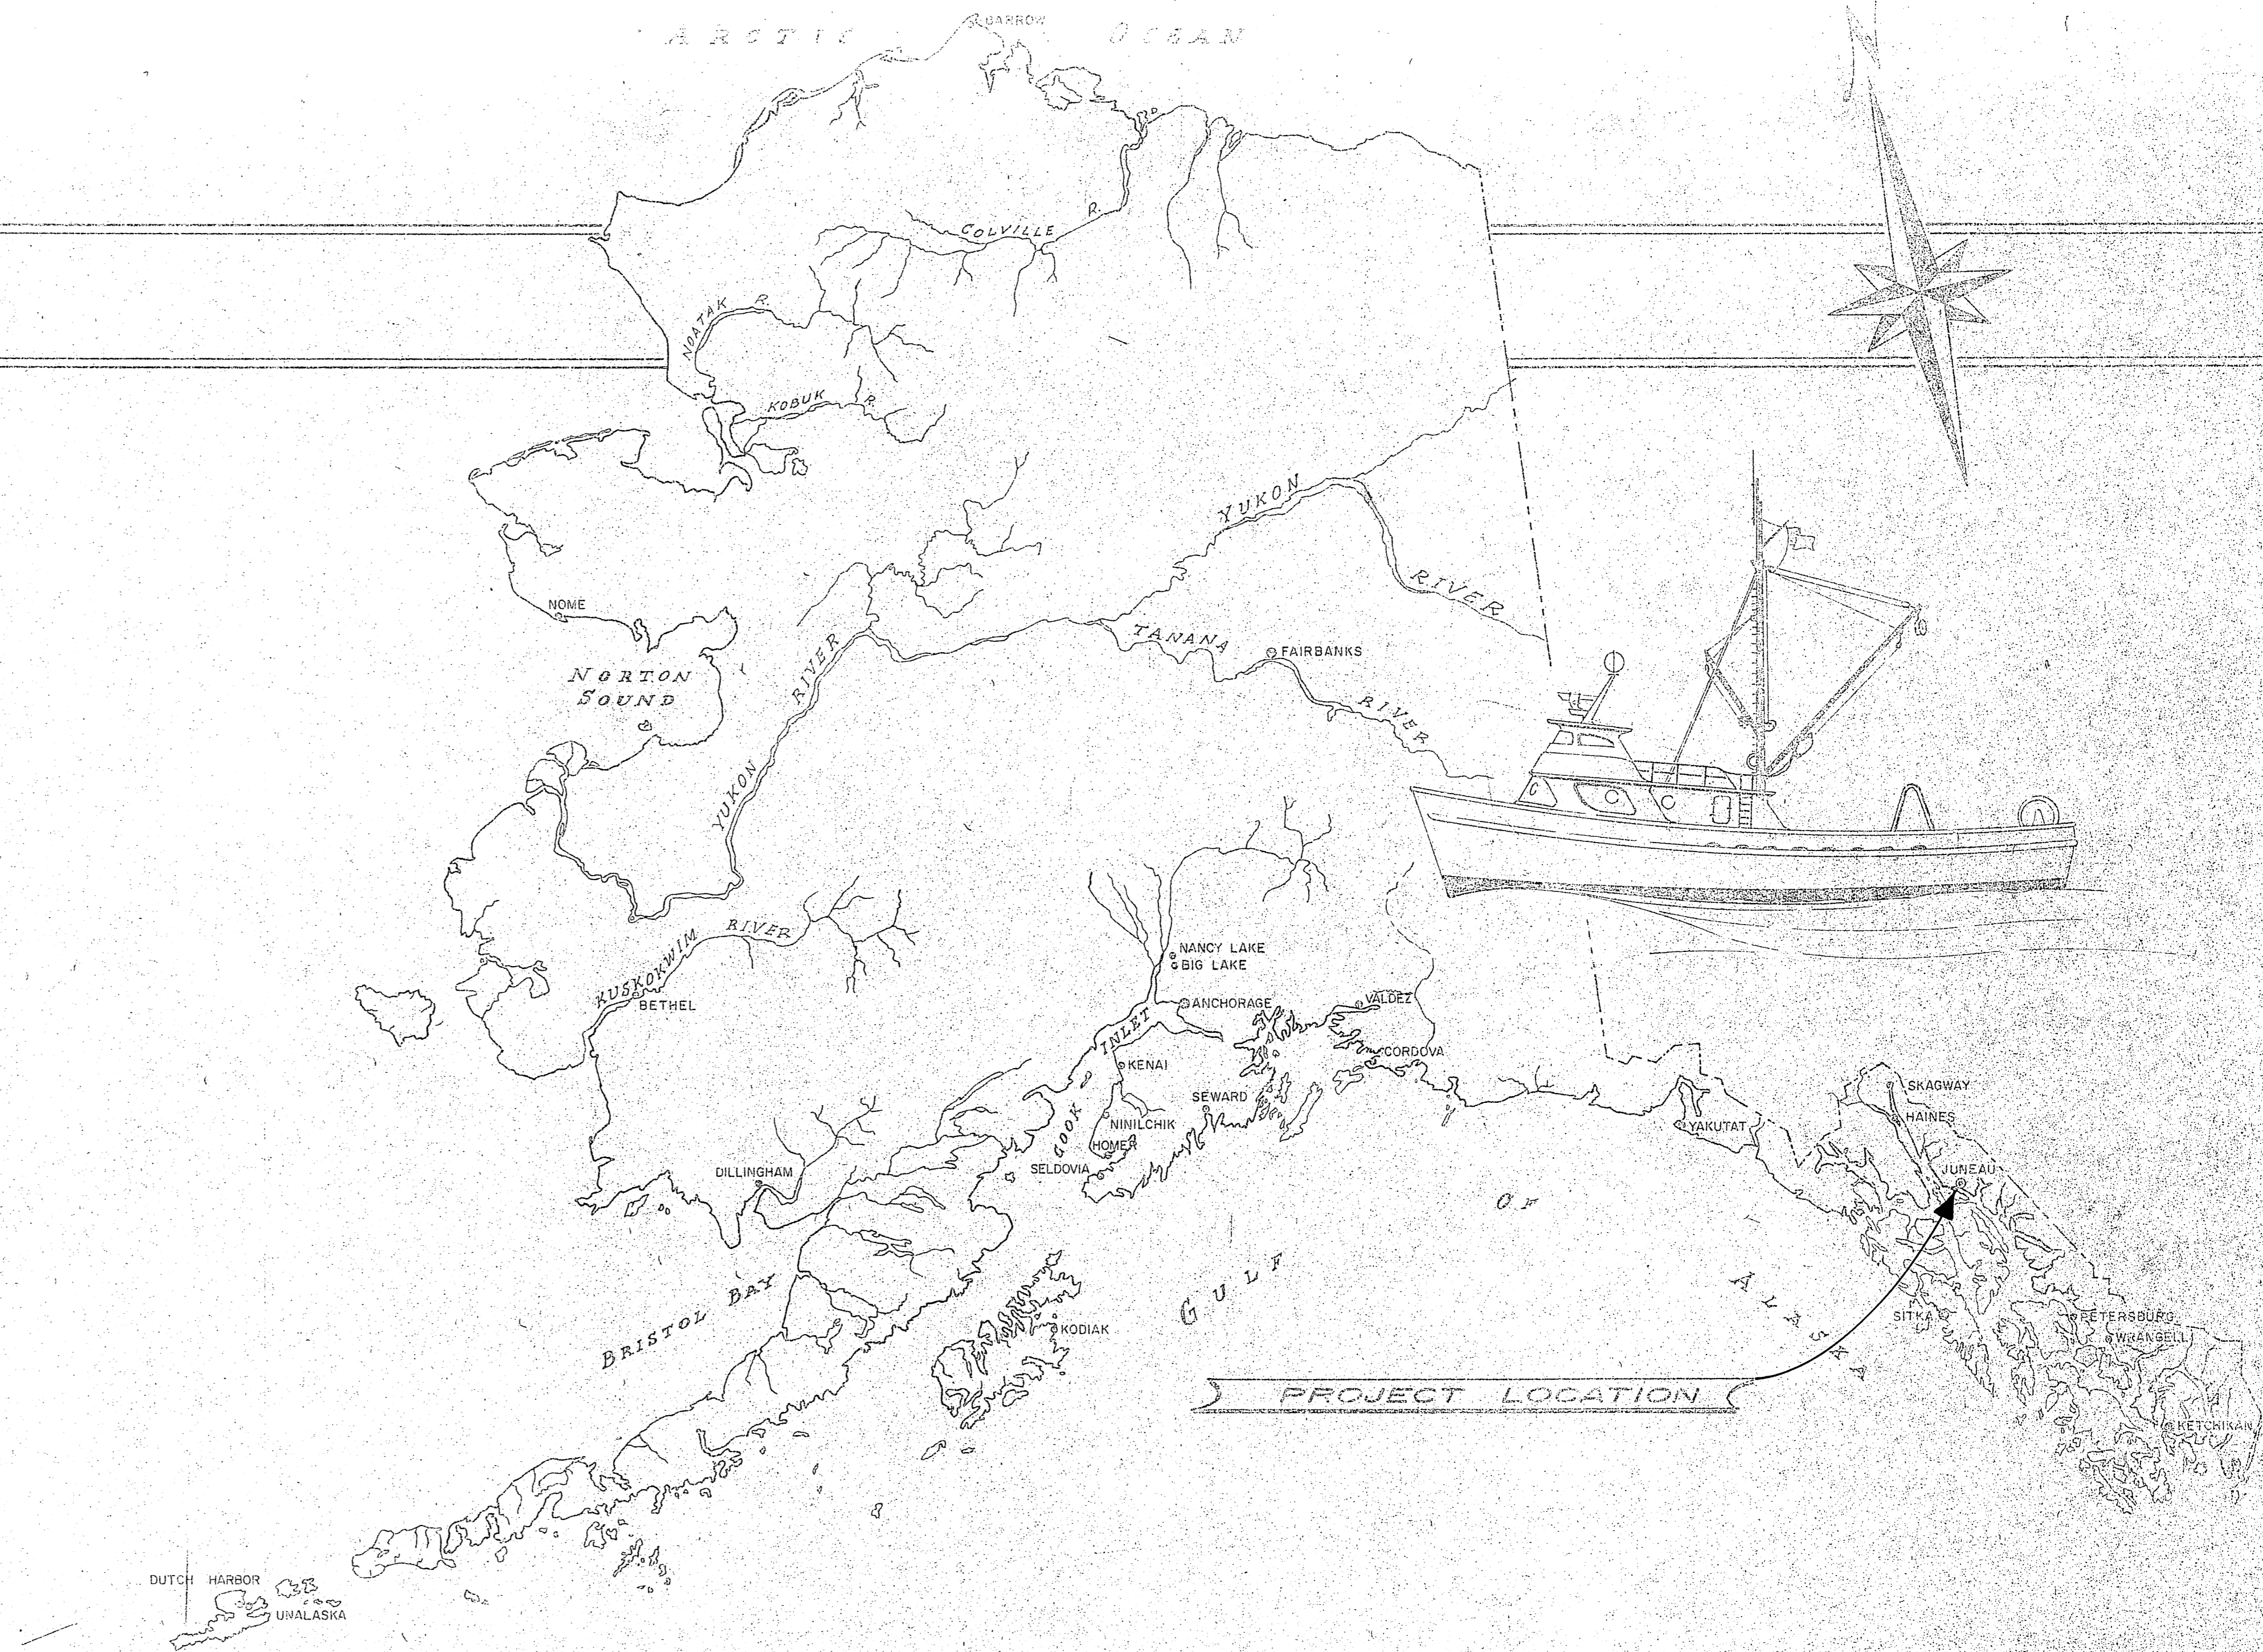 BARROW
ARCTIC OCEAN
N
COLVILLE R.
NOATAK R.
KOBUK R.
YUKON
RIVER
NOME
TANANA
FAIRBANKS
RIVER
NORTON
SOUND
RIVER
YUKON
KUSKOKWIM RIVER
BETHEL
NANCY LAKE
BIG LAKE
ANCHORAGE
VALDEZ
INLET
COOK
KENAI
CORDOVA
SEWARD
NINILCHIK
HOMER
SELDOVIA
SKAGWAY
HAINES
YAKUTAT
JUNEAU
DILLINGHAM
BRISTOL BAY
GULF
OF
ALASKA
KODIAK
SITKA
PETERSBURG
WRANGELL
PROJECT LOCATION
KETCHIKAN
DUTCH HARBOR
UNALASKA